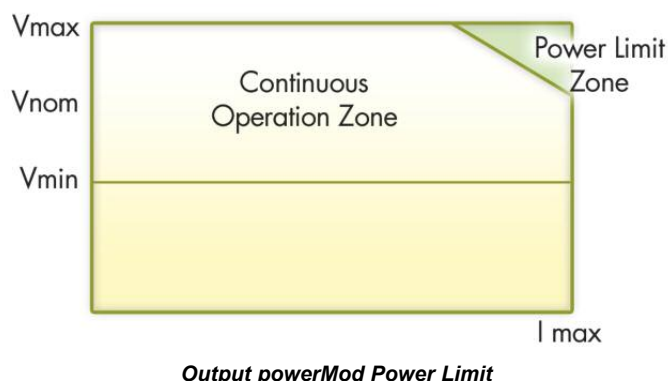 Vmax
Power Limit
Zone
Continuous
Operation Zone
Vnom
Vmin
I max
Output powerMod Power Limit